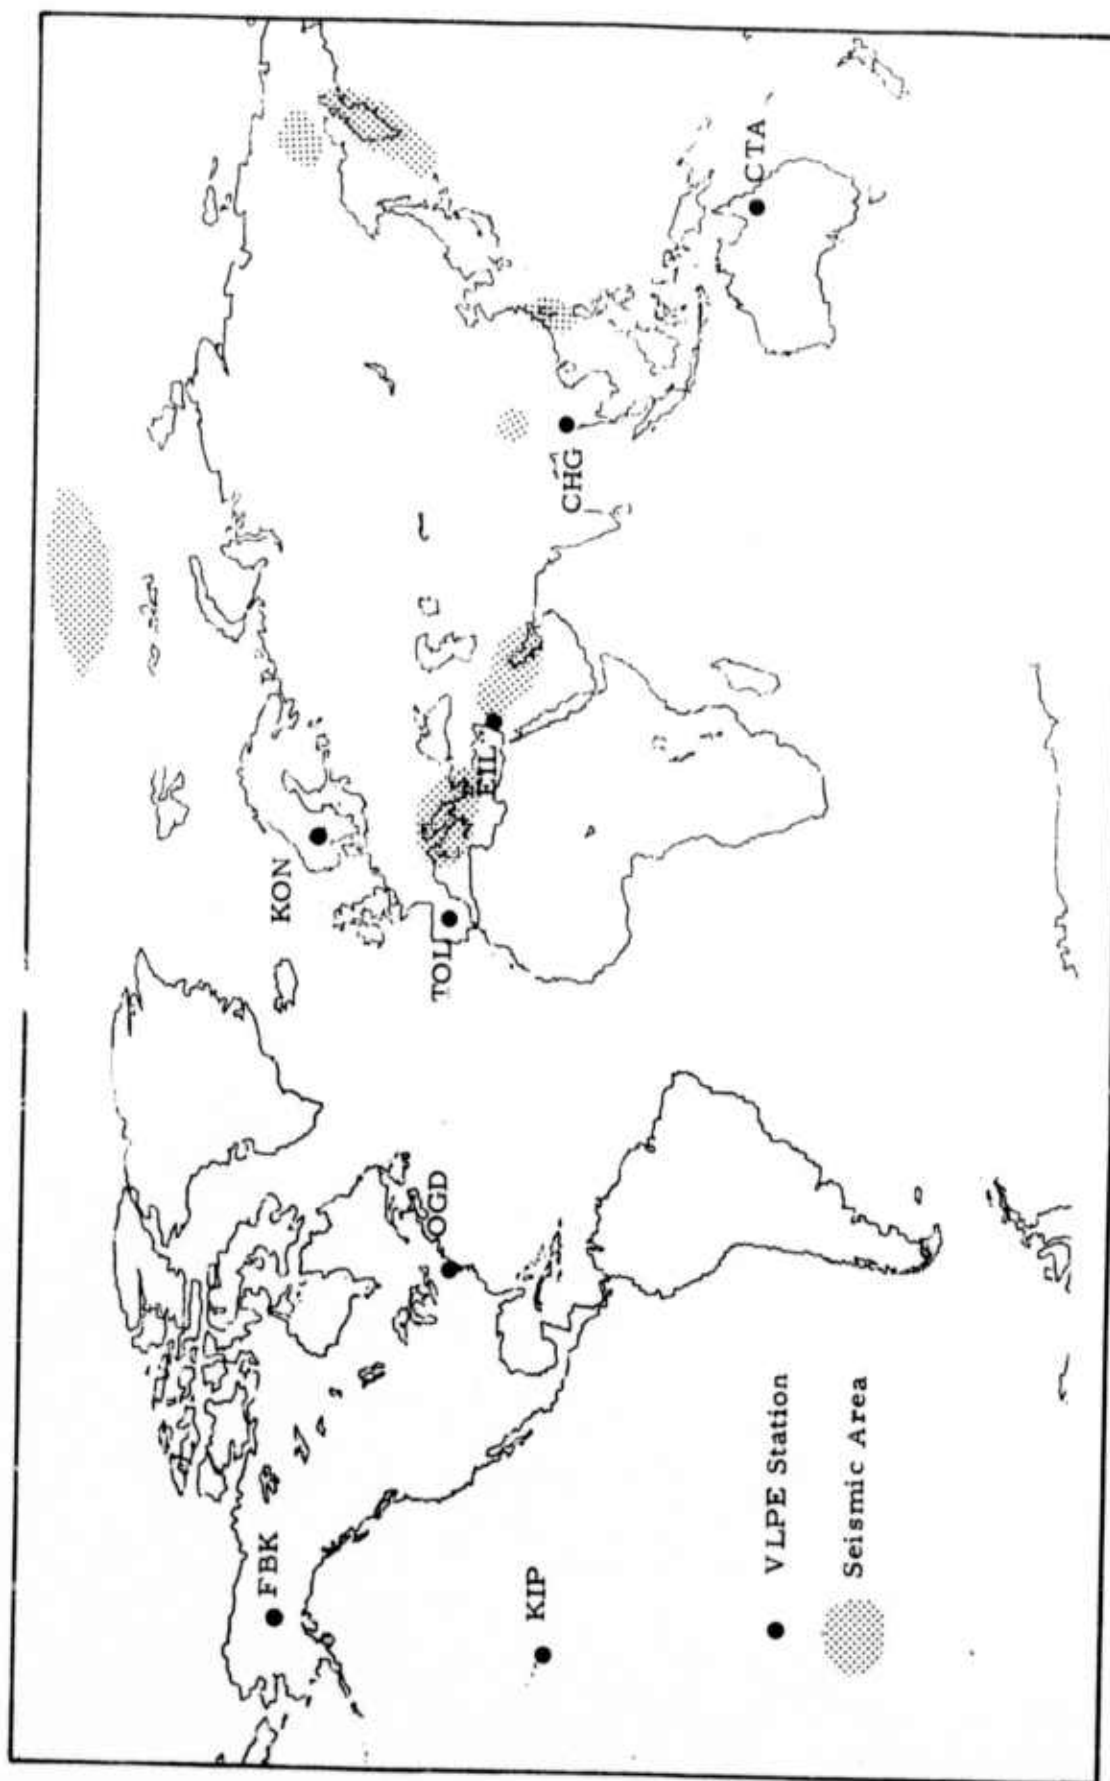 FBK
KIP
OGD
KON
TOL
EIL
CHG
CTA
VLPE Station
Seismic Area